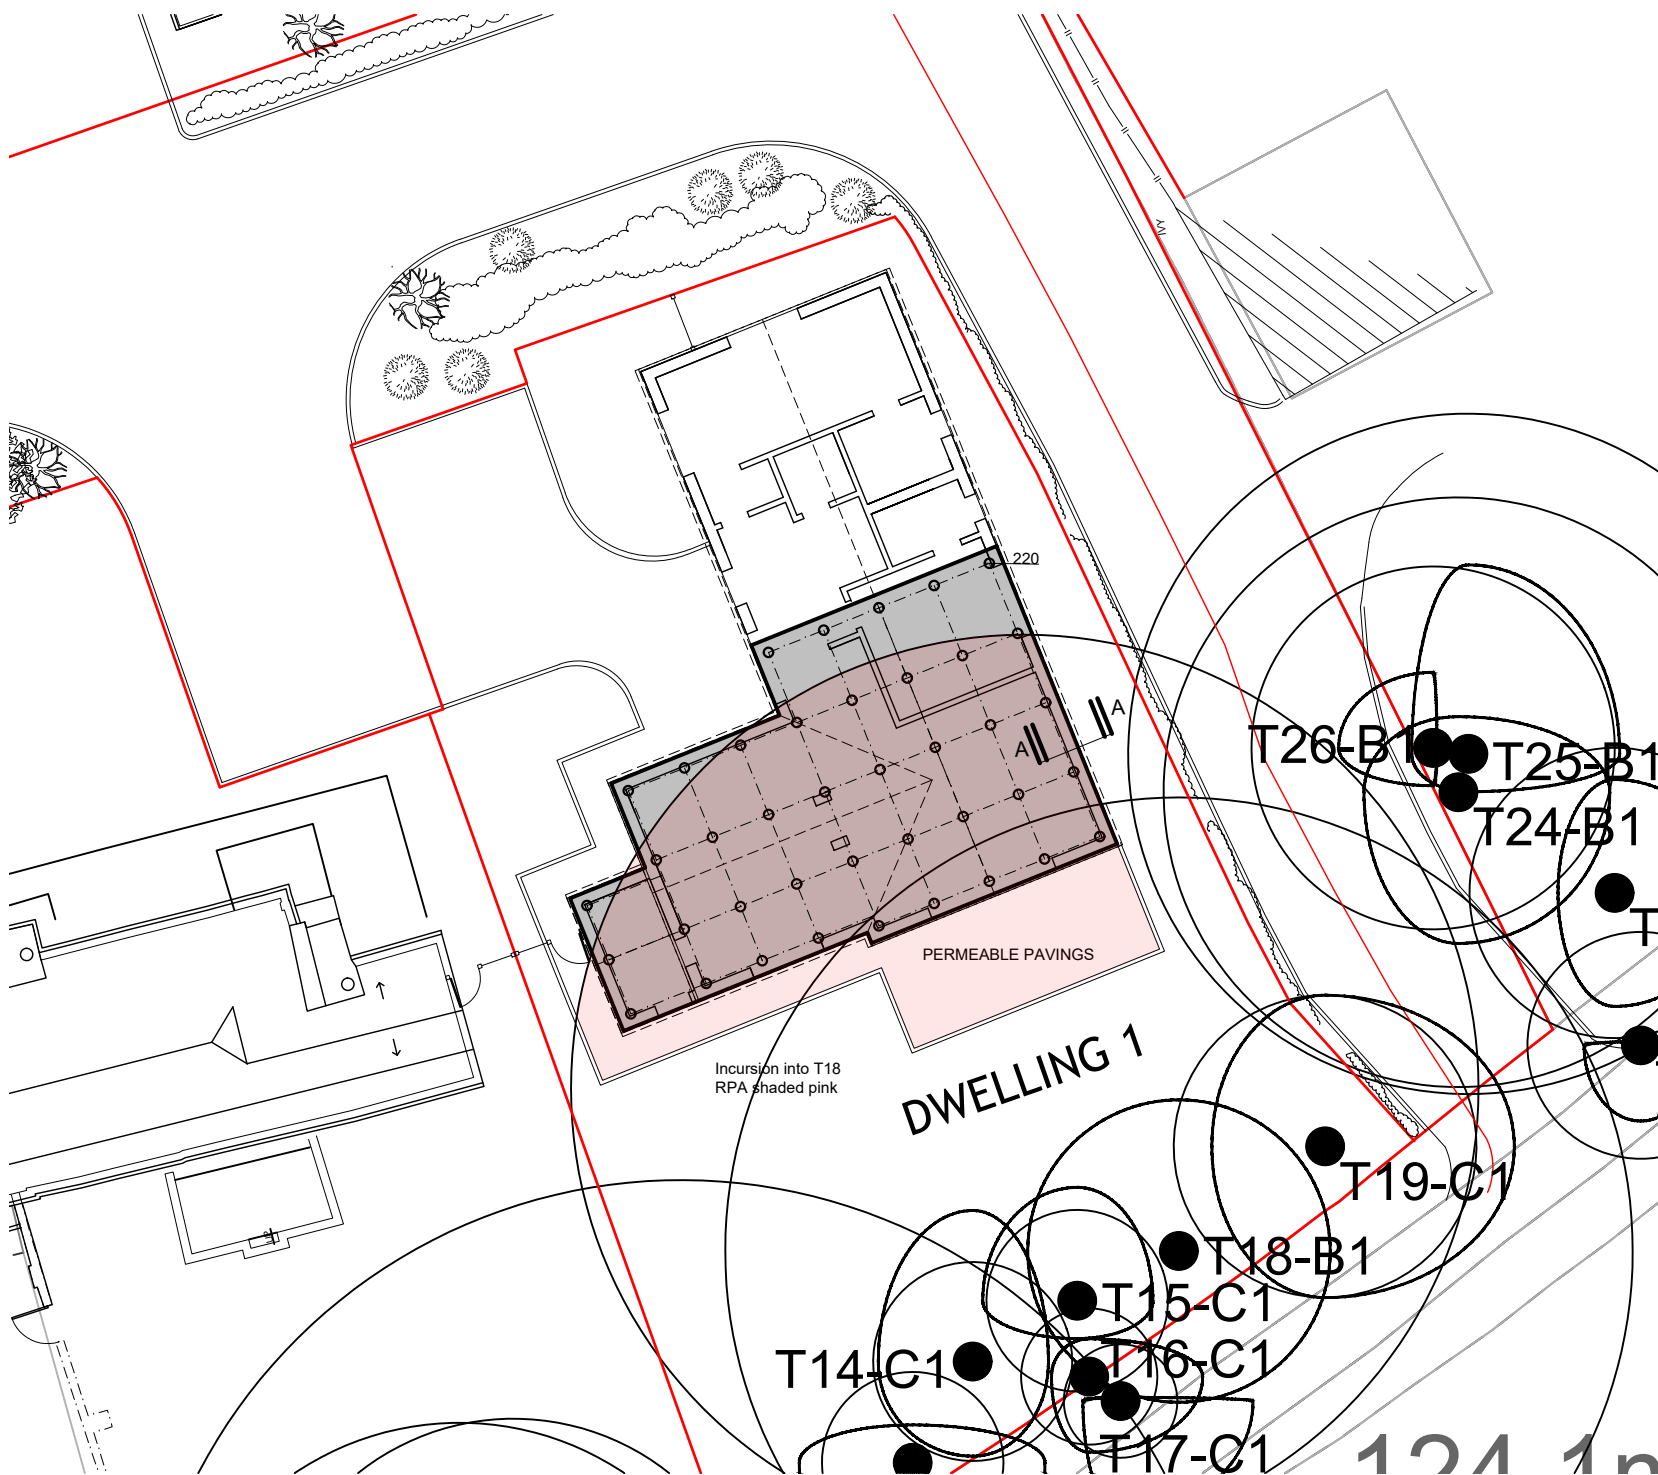 IVY
220
A
A
T26-B1
T25-B1
T24-B1
PERMEABLE PAVINGS
Incursion into T18
RPA shaded pink
DWELLING 1
T19-C1
T18-B1
T15-C1
T16-C1
T14-C1
T17-C1